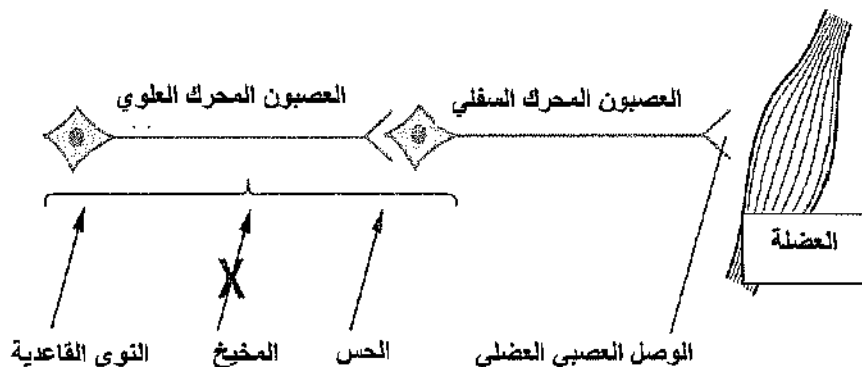 العصبون المحرك العلوي
العصبون المحرك السفلي
العضلة
X
النوى القاعدية
المخيخ
الحس
الوصل العصبي العضلي